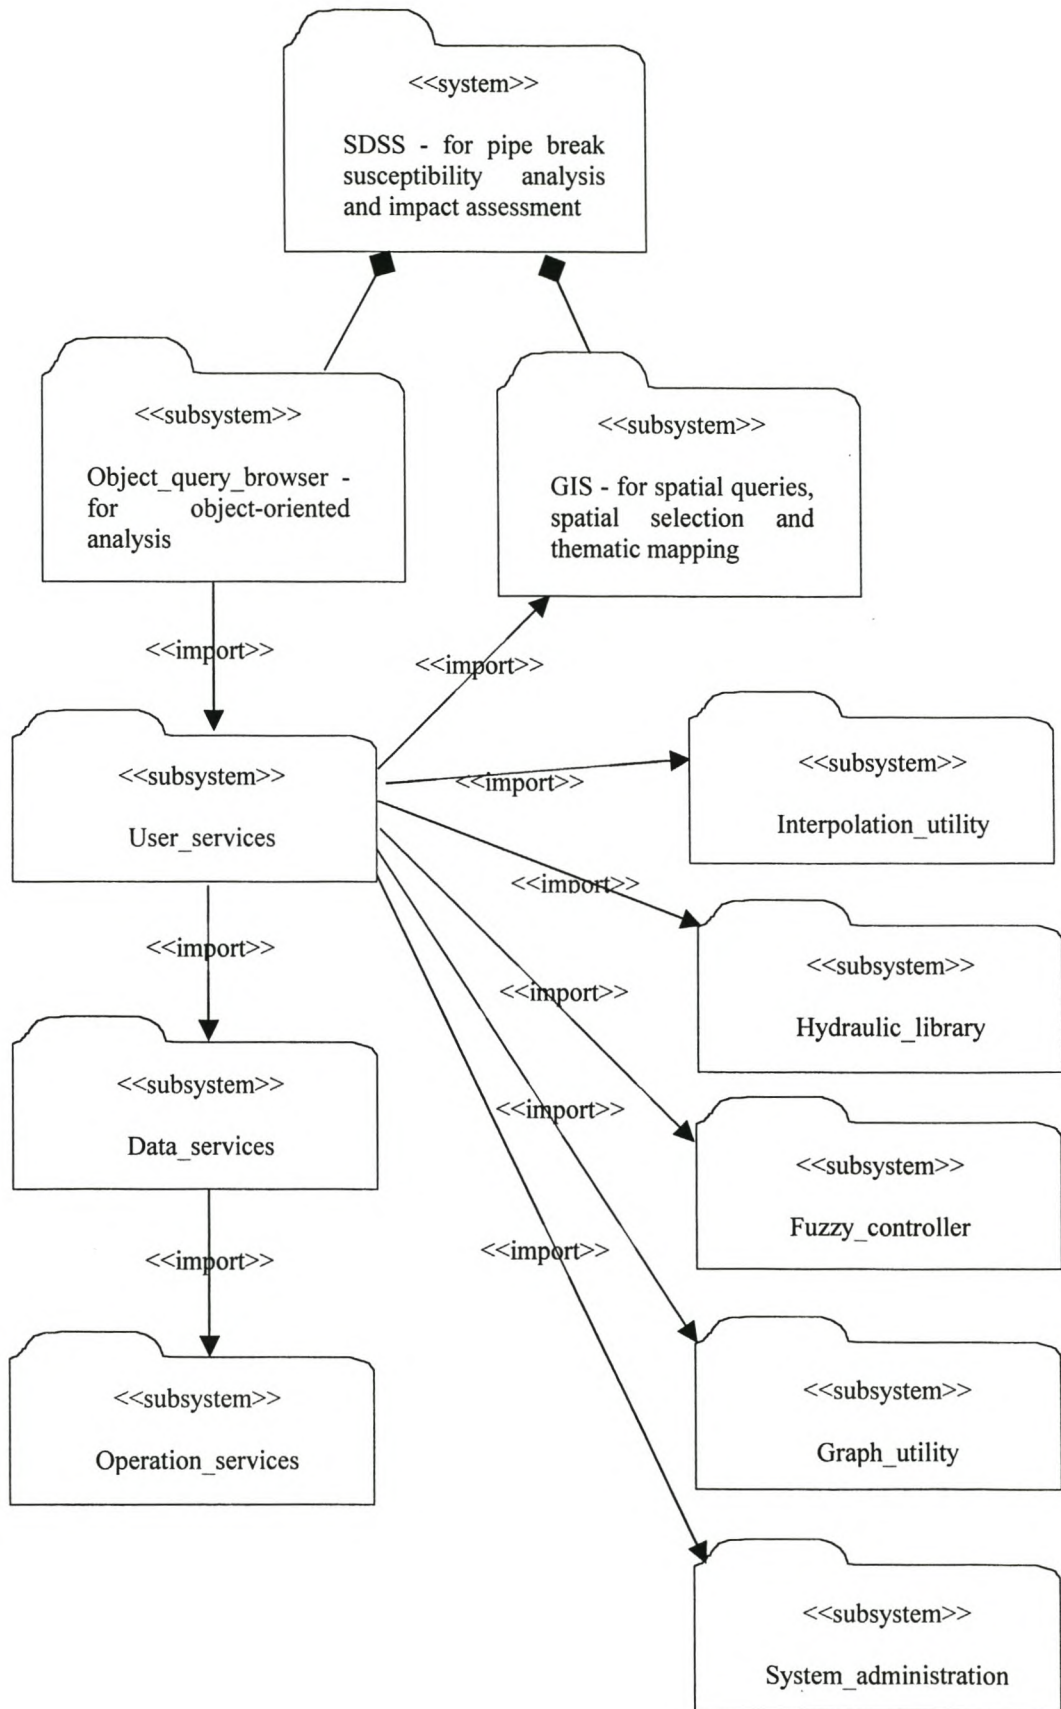 <<system>>
SDSS - for pipe break
susceptibility analysis
and impact assessment
<<subsystem>>
Object_query_browser -
for object-oriented
analysis
<<subsystem>>
GIS - for spatial queries,
spatial selection and
thematic mapping
<<import>>
<<import>>
<<subsystem>>
User_services
<<import>>
<<subsystem>>
Interpolation_utility
<<import>>
<<import>>
<<subsystem>>
Hydraulic_library
<<import>>
<<subsystem>>
Data_services
<<import>>
<<subsystem>>
Fuzzy_controller
<<import>>
<<import>>
<<subsystem>>
Operation_services
<<subsystem>>
Graph_utility
<<subsystem>>
System_administration